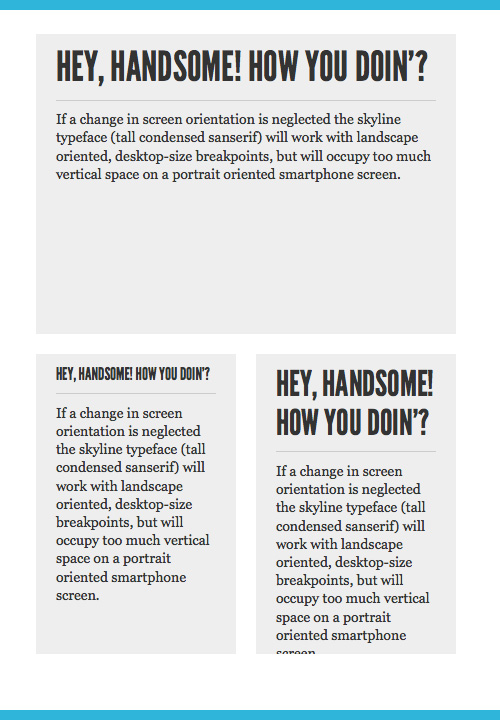 HEY, HANDSOME! HOW YOU DOIN’?
If a change in screen orientation is neglected the skyline
typeface (tall condensed sanserif) will work with landscape
oriented, desktop-size breakpoints, but will occupy too much
vertical space on a portrait oriented smartphone screen.
HEY, HANDSOME! HOW YOU DOIN’?
If a change in screen
orientation is neglected
the skyline typeface (tall
condensed sanserif) will
work with landscape
oriented, desktop-size
breakpoints, but will
occupy too much vertical
space on a portrait
oriented smartphone
screen.
HEY, HANDSOME!
HOW YOU DOIN’?
If a change in screen
orientation is neglected
the skyline typeface (tall
condensed sanserif) will
work with landscape
oriented, desktop-size
breakpoints, but will
occupy too much vertical
space on a portrait
oriented smartphone
screen